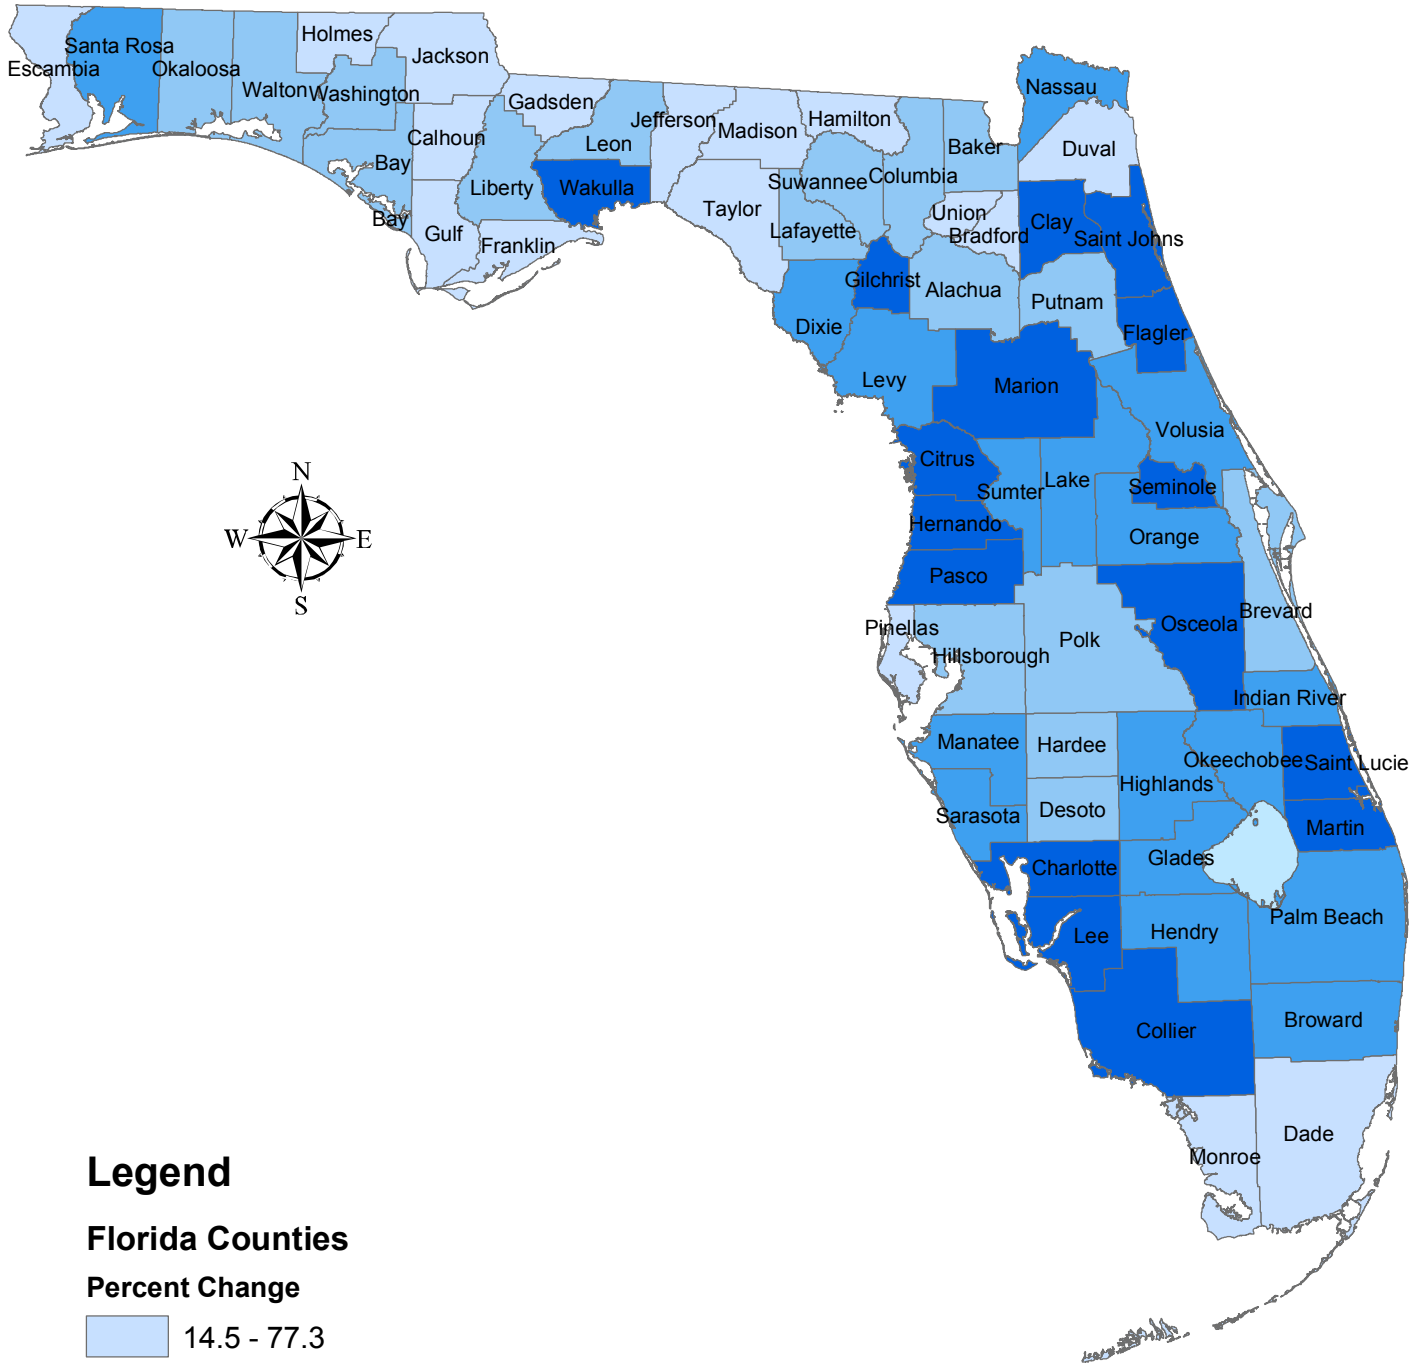 Holmes
Jackson
Santa Rosa
Escambia
Okaloosa
Walton
Washington
Nassau
Gadsden
Jefferson
Madison
Hamilton
Calhoun
Leon
Baker
Duval
Bay
Liberty
Wakulla
Suwannee
Columbia
Taylor
Union
Bay
Gulf
Franklin
Lafayette
Bradford
Clay
Saint Johns
Gilchrist
Alachua
Putnam
Dixie
Flagler
Levy
Marion
Volusia
Citrus
Sumter
Lake
Seminole
N
W
E
S
Hernando
Orange
Pasco
Pinellas
Hillsborough
Polk
Osceola
Brevard
Indian River
Manatee
Hardee
Okeechobee
Saint Lucie
Highlands
Sarasota
Desoto
Martin
Charlotte
Glades
Lee
Hendry
Palm Beach
Collier
Broward
Dade
Monroe
Legend
Florida Counties
Percent Change
14.5 - 77.3